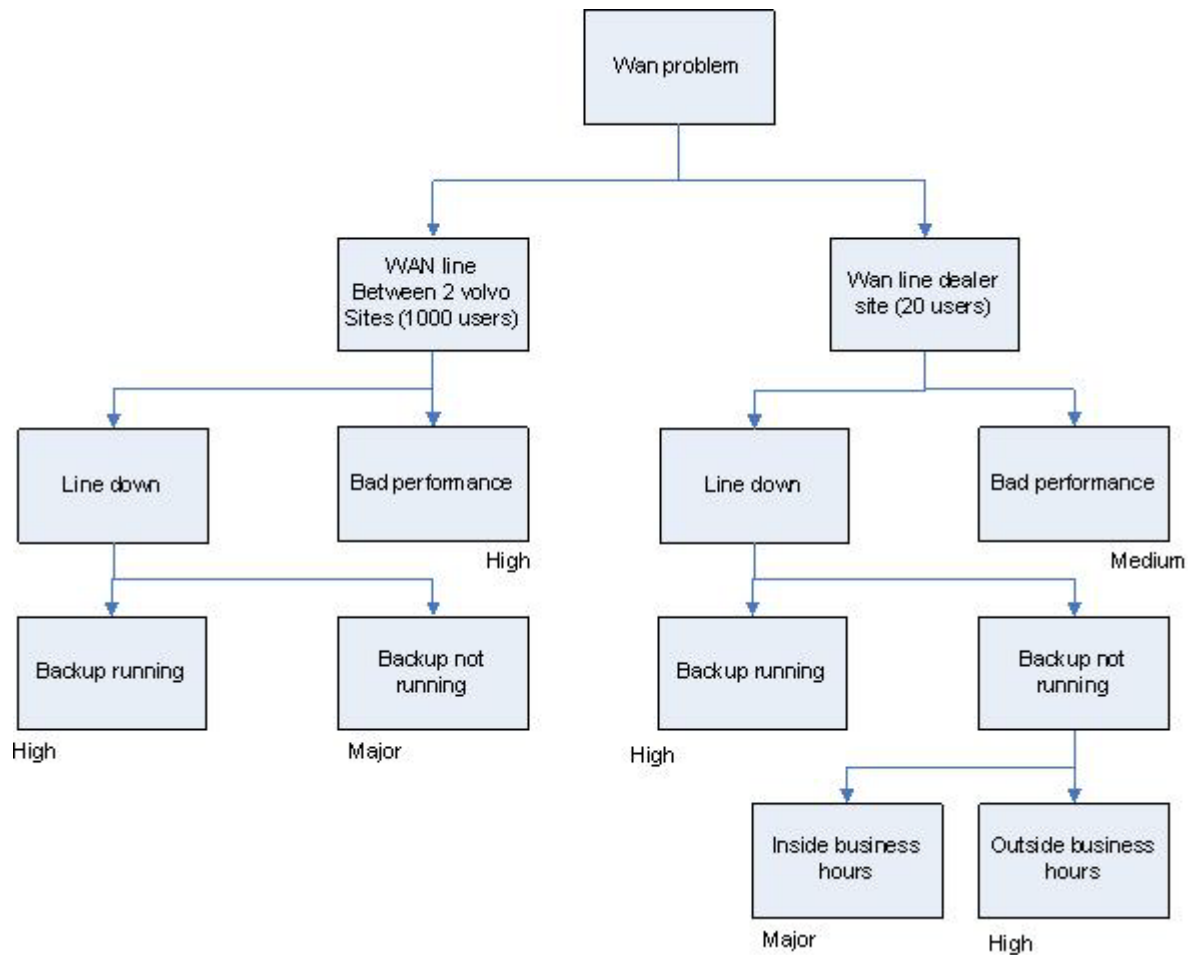 Wan problem
WAN line
Between 2 volvo
Sites (1000 users)
Wan line dealer
site (20 users)
Line down
Bad performance
Line down
Bad performance
High
Medium
Backup running
Backup not
running
Backup running
Backup not
running
High
Major
High
Inside business
hours
Outside business
hours
Major
High